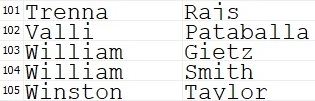 101 Trenna Rajs
102 Valli Pataballa
103 William Gietz
104 William Smith
105 Winston Taylor